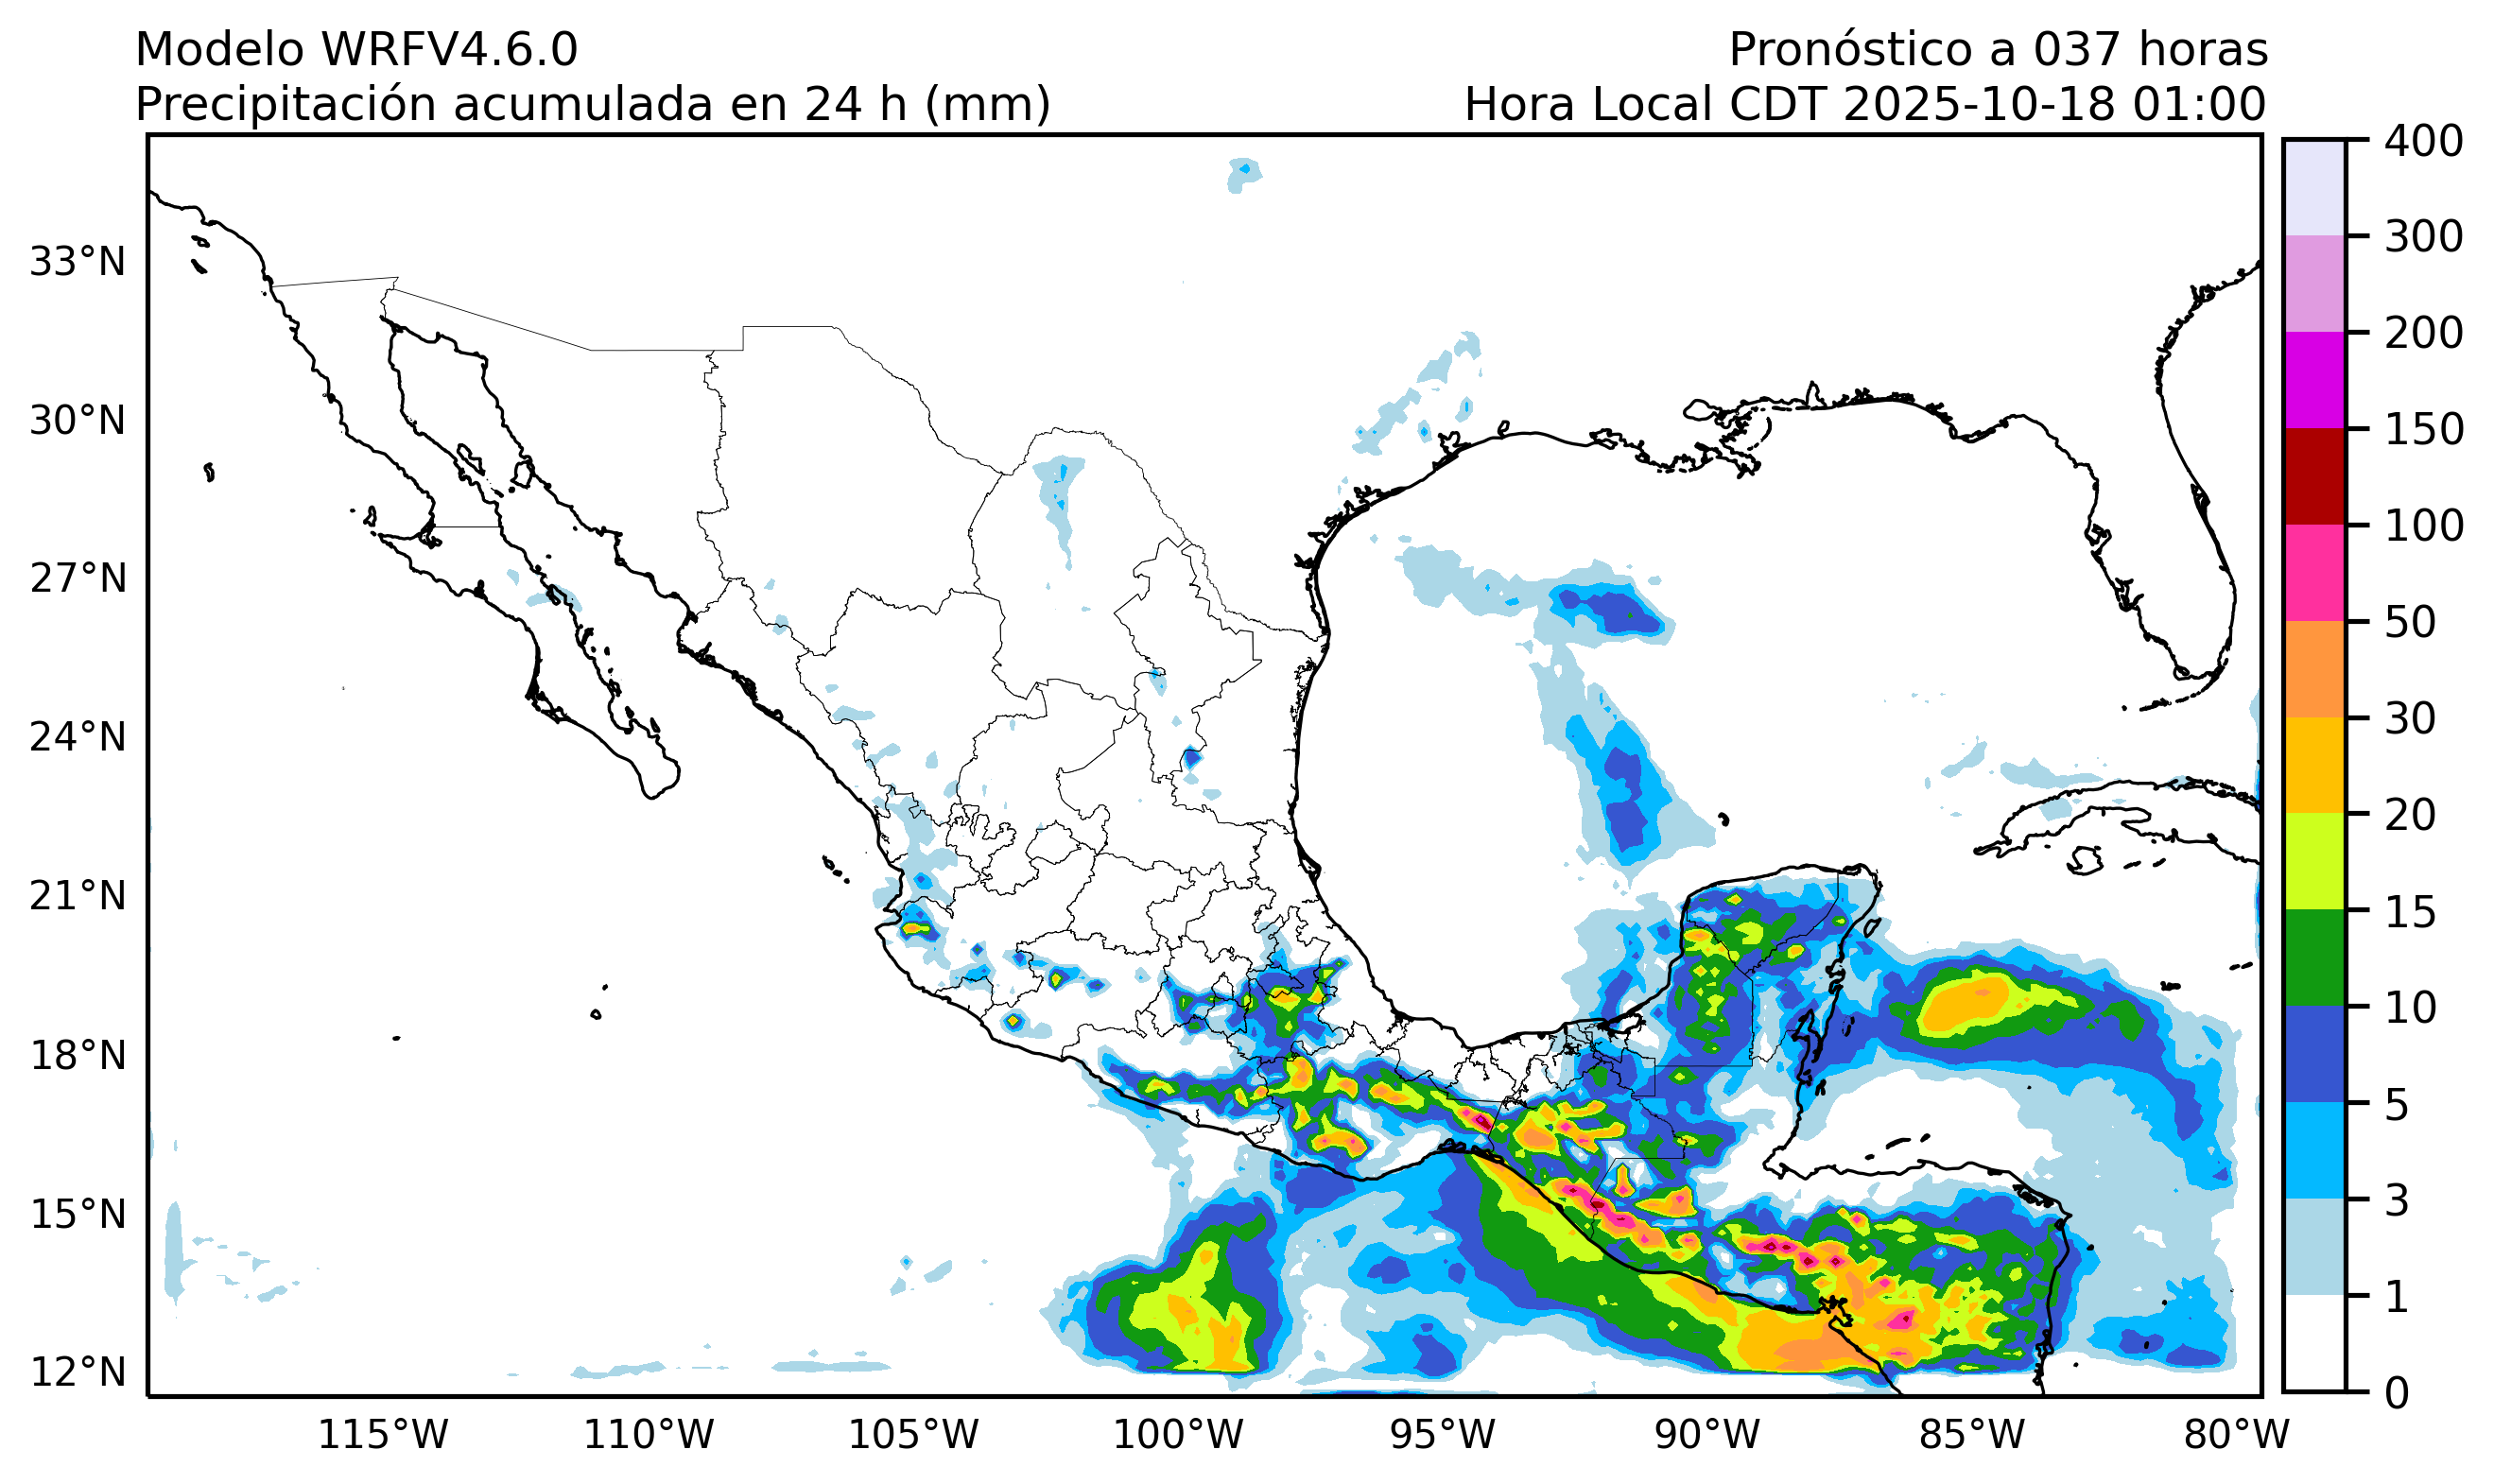 Modelo WRFV4.6.0
Pronóstico a 037 horas
Precipitación acumulada en 24 h (mm)
Hora Local CDT 2025-10-18 01:00
33°N
30°N
27°N
24°N
21°N
18°N
15°N
12°N
115°W
110°W
105°W
100°W
95°W
90°W
85°W
80°W
400
300
200
150
100
50
30
20
15
10
5
3
1
0